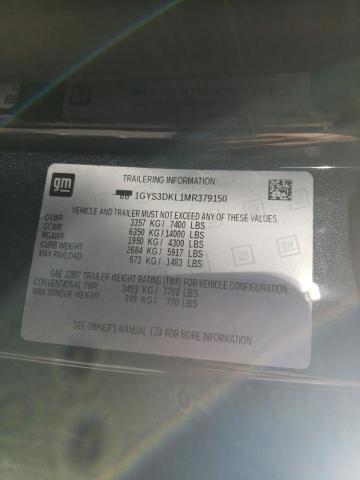 gm
TRAILERING INFORMATION
1GYS3DKL1MR379150
VEHICLE AND TRAILER MUST NOT EXCEED ANY OF THESE VALUES.
GVWR 3357 KG/ 7400 LBS
GCWR 6350 KG/14000 LBS
RGAWR 1950 KG/ 4300 LBS
CURB WEIGHT 2684 KG/ 5917 LBS
MAX PAYLOAD 673 KG/ 1483 LBS
SAE J2807 TRAILER WEIGHT RATING (TWR) FOR VEHICLE CONFIGURATION
CONVENTIONAL TWR 3493 KG/ 7700 LBS
MAX TONGUE WEIGHT 349 KG/ 770 LBS
SEE OWNER'S MANUAL FOR MORE INFORMATION